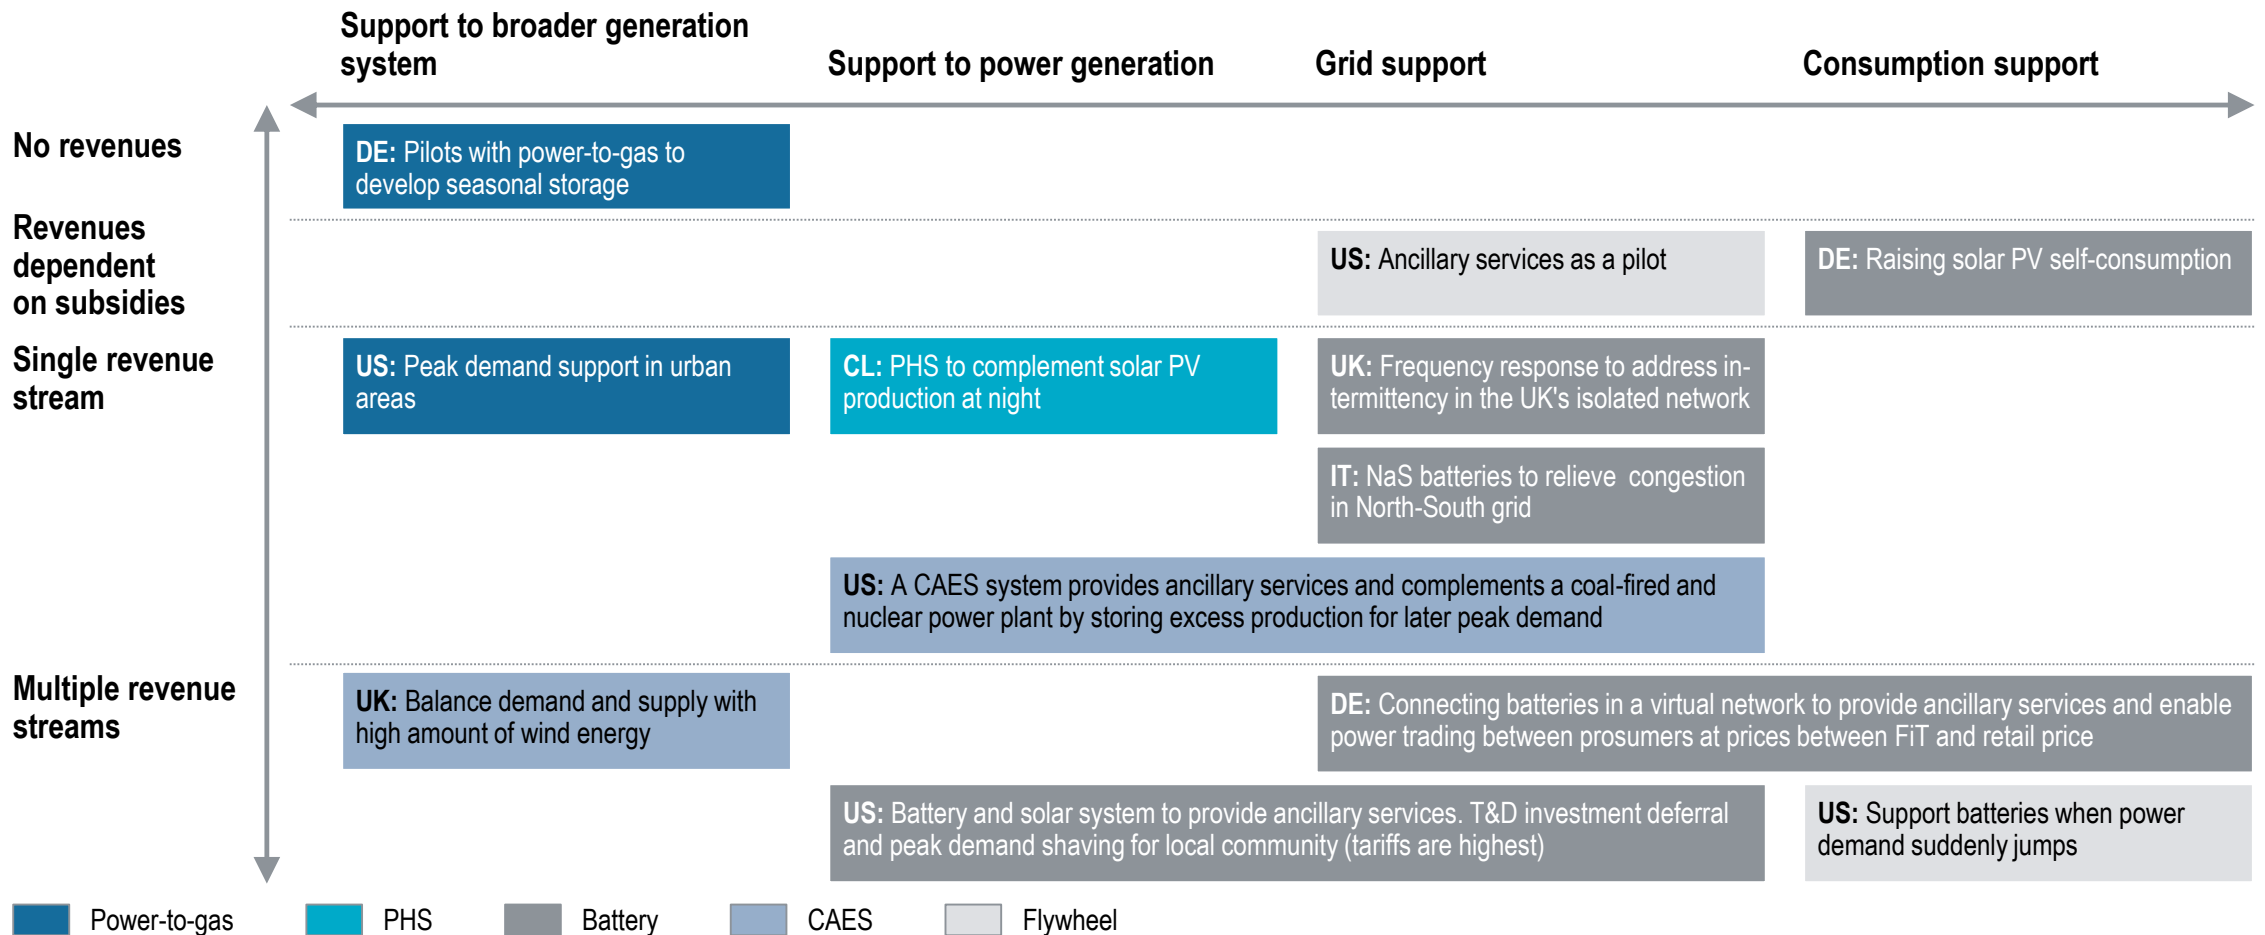 Support to broader generation
system
Support to power generation
Grid support
Consumption support
No revenues
DE: Pilots with power-to-gas to
develop seasonal storage
Revenues
dependent
on subsidies
US: Ancillary services as a pilot
DE: Raising solar PV self-consumption
Single revenue
stream
US: Peak demand support in urban
areas
CL: PHS to complement solar PV
production at night
UK: Frequency response to address in-
termittency in the UK's isolated network
IT: NaS batteries to relieve congestion
in North-South grid
US: A CAES system provides ancillary services and complements a coal-fired and
nuclear power plant by storing excess production for later peak demand
Multiple revenue
streams
UK: Balance demand and supply with
high amount of wind energy
DE: Connecting batteries in a virtual network to provide ancillary services and enable
power trading between prosumers at prices between FiT and retail price
US: Battery and solar system to provide ancillary services. T&D investment deferral
and peak demand shaving for local community (tariffs are highest)
US: Support batteries when power
demand suddenly jumps
Power-to-gas
PHS
Battery
CAES
Flywheel